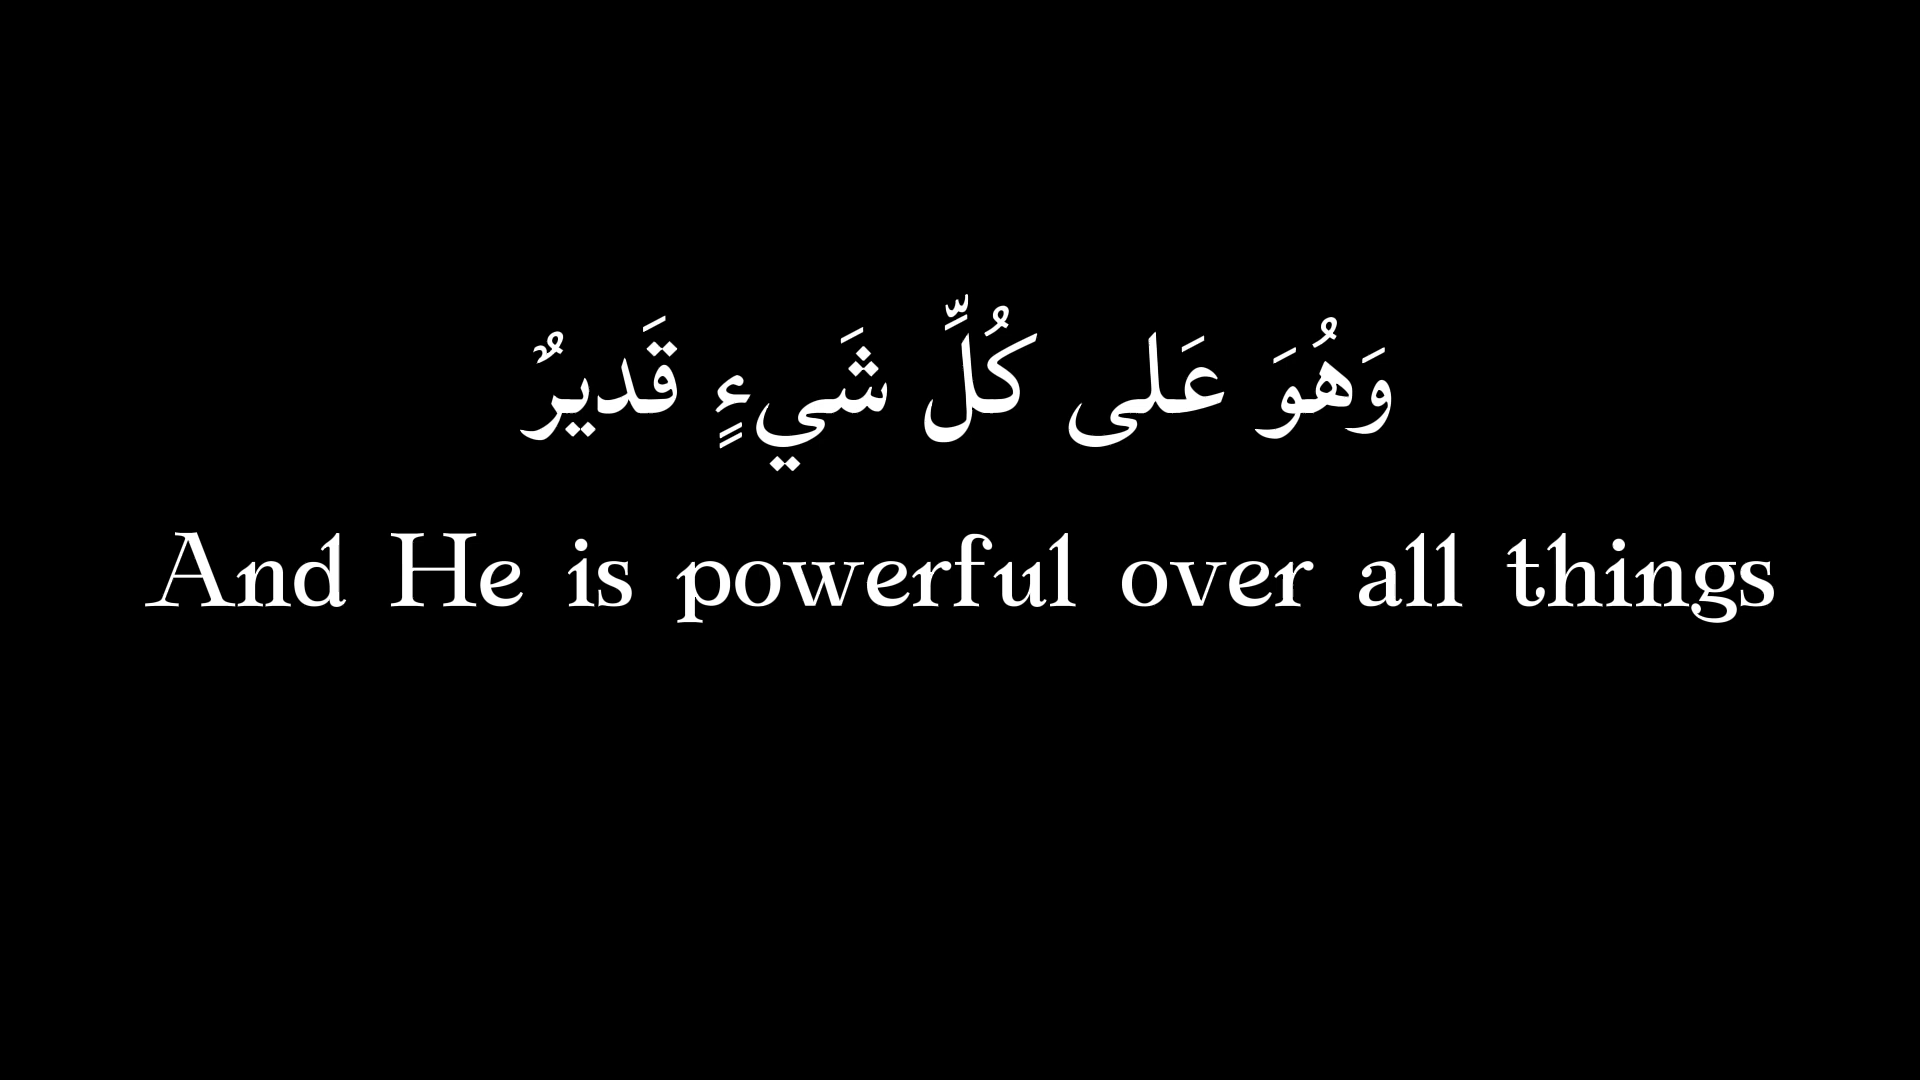 وَهُوَ عَلى كُلِّ شَيءٍ قَديرٌ
And He is powerful over all things